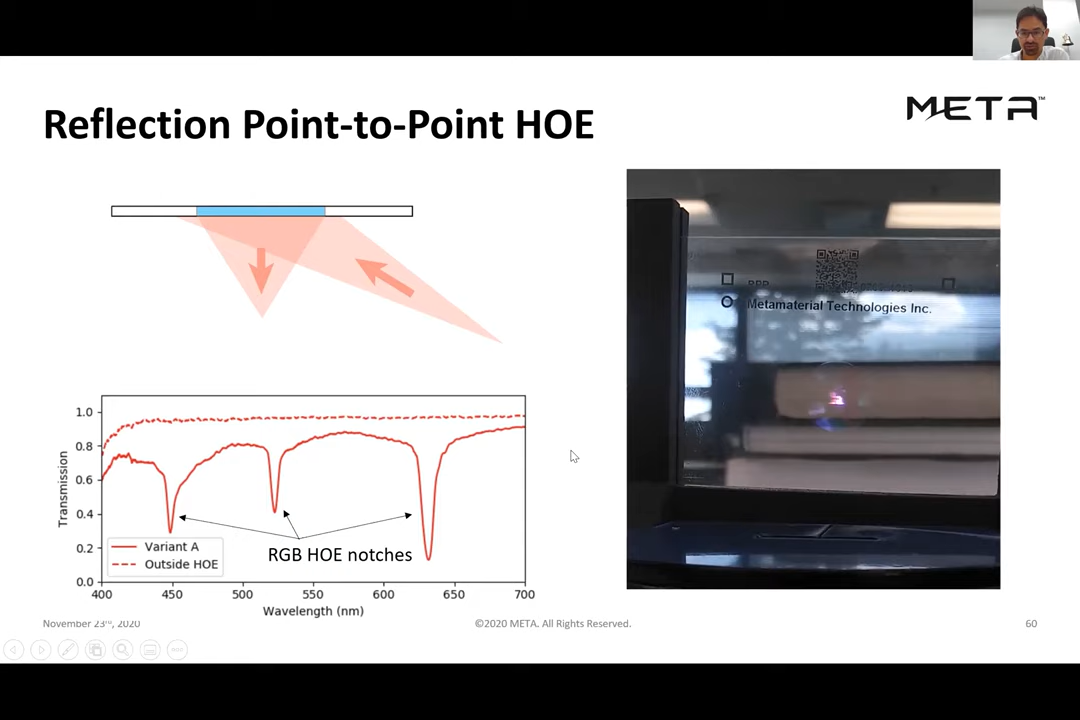 Reflection Point-to-Point HOE
META™
RPP
Metamaterial Technologies Inc.
1.0
0.8
0.6
0.4
0.2
0.0
Transmission
Variant A
Outside HOE
RGB HOE notches
400
450
500
550
600
650
700
Wavelength (nm)
November 23rd, 2020
©2020 META. All Rights Reserved.
60